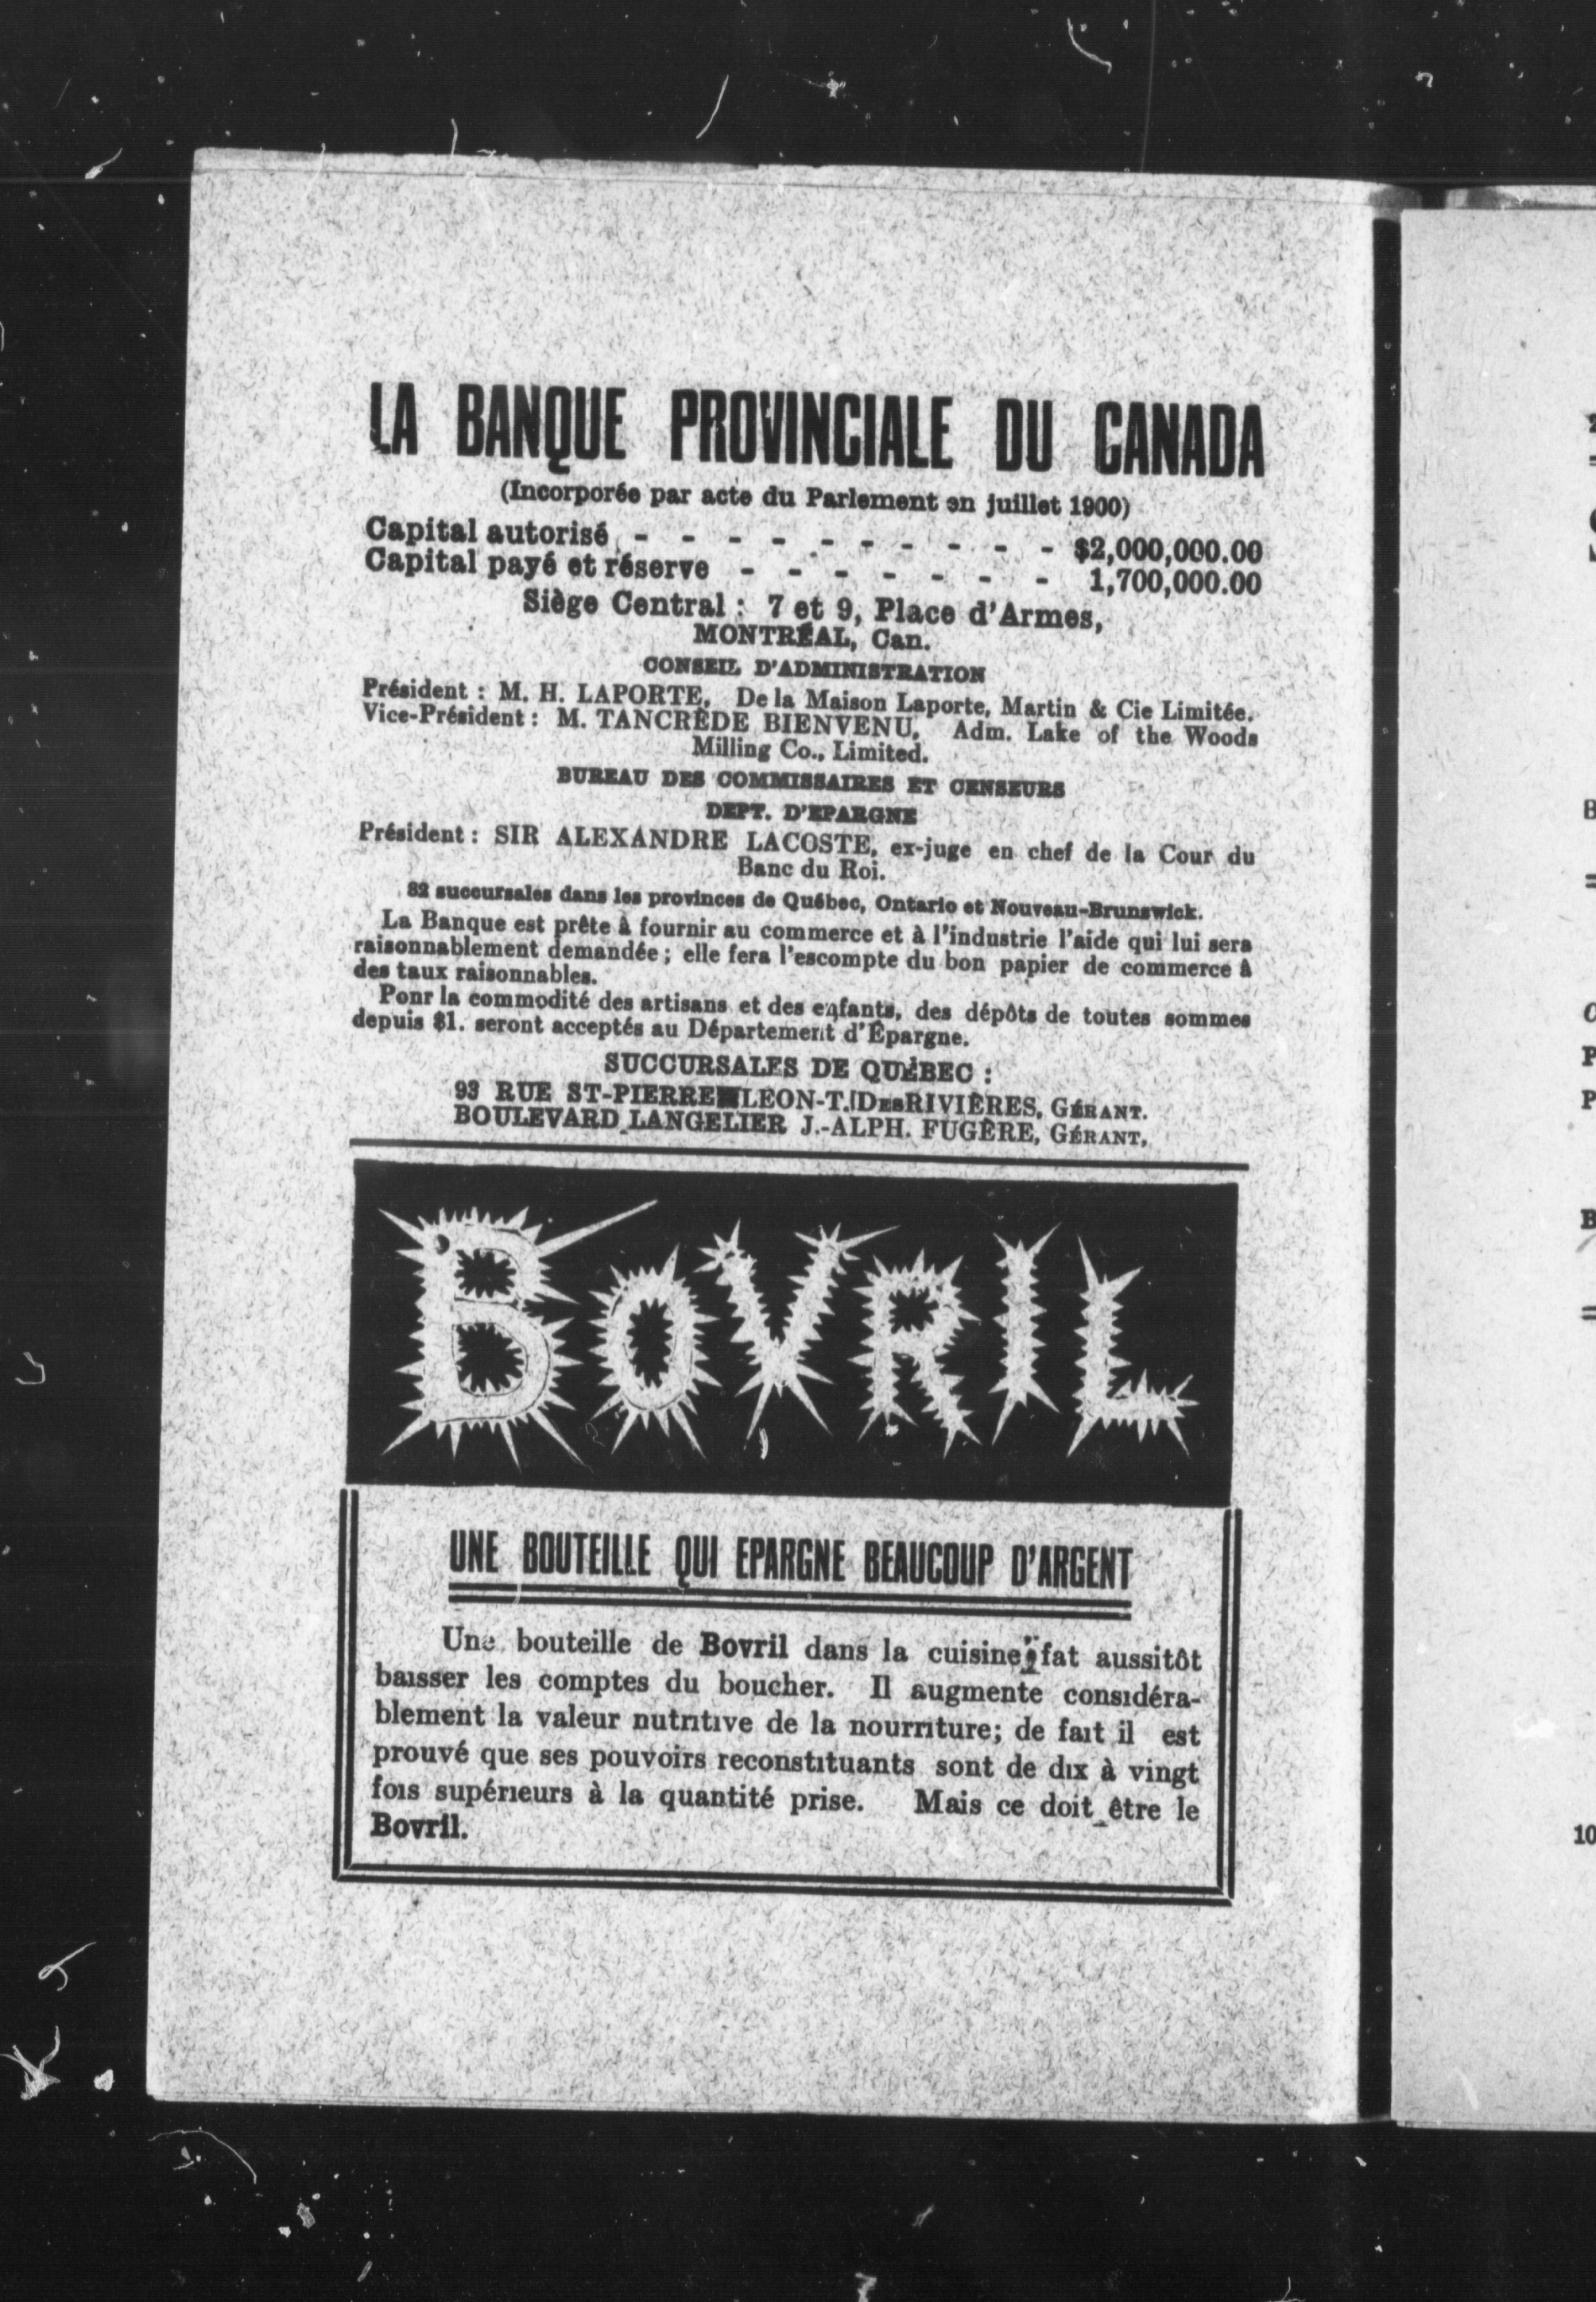 LA BANQUE PROVINCIALE DU CANADA
(Incorporée par acte du Parlement en juillet 1900)
Capital autorisé - - - - - - - - - - $2,000,000.00
Capital payé et réserve - - - - - - - 1,700,000.00
Siège Central : 7 et 9, Place d'Armes,
MONTRÉAL, Can.
CONSEIL D'ADMINISTRATION
Président : M. H. LAPORTE, De la Maison Laporte, Martin & Cie Limitée.
Vice-Président : M. TANCRÈDE BIENVENU, Adm. Lake of the Woods
Milling Co., Limited.
BUREAU DES COMMISSAIRES ET CENSEURS
DEPT. D'EPARGNE
Président : SIR ALEXANDRE LACOSTE, ex-juge en chef de la Cour du
Banc du Roi.
82 succursales dans les provinces de Québec, Ontario et Nouveau-Brunswick.
La Banque est prête à fournir au commerce et à l'industrie l'aide qui lui sera
raisonnablement demandée ; elle fera l'escompte du bon papier de commerce à
des taux raisonnables.
Ponr la commodité des artisans et des enfants, des dépôts de toutes sommes
depuis $1. seront acceptés au Département d'Épargne.
SUCCURSALES DE QUÉBEC :
93 RUE ST-PIERRE LEON-T. DesRIVIÈRES, GÉRANT.
BOULEVARD LANGELIER J.-ALPH. FUGÈRE, GÉRANT,
BOVRIL
UNE BOUTEILLE QUI EPARGNE BEAUCOUP D'ARGENT
Une bouteille de Bovril dans la cuisine fat aussitôt
baisser les comptes du boucher. Il augmente considéra-
blement la valeur nutritive de la nourriture; de fait il est
prouvé que ses pouvoirs reconstituants sont de dix à vingt
fois supérieurs à la quantité prise. Mais ce doit être le
Bovril.